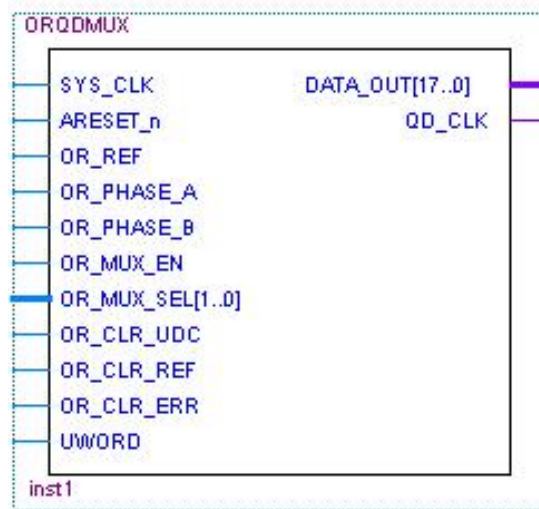 ORQDMUX
SYS_CLK DATA_OUT[17..0]
ARESET_n QD_CLK
OR_REF
OR_PHASE_A
OR_PHASE_B
OR_MUX_EN
OR_MUX_SEL[1..0]
OR_CLR_UDC
OR_CLR_REF
OR_CLR_ERR
UWORD
inst1